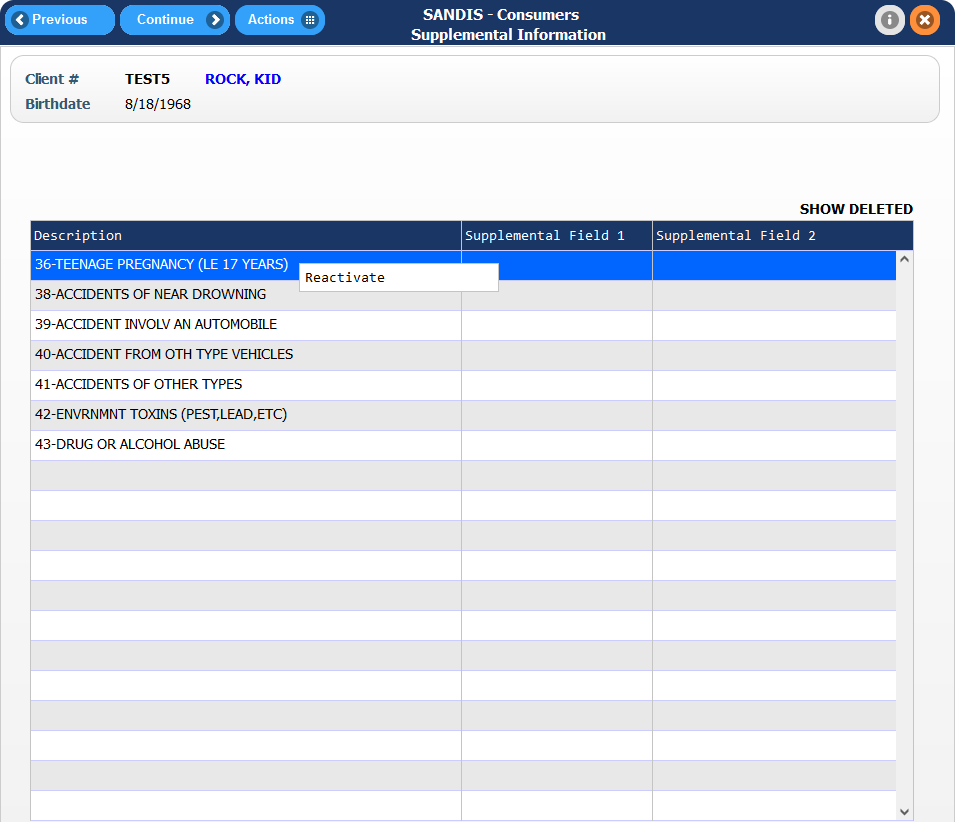 Previous
Continue
Actions
SANDIS - Consumers
Supplemental Information
Client # TEST5 ROCK, KID
Birthdate 8/18/1968
SHOW DELETED
Description Supplemental Field 1 Supplemental Field 2
36-TEENAGE PREGNANCY (LE 17 YEARS)
Reactivate
38-ACCIDENTS OF NEAR DROWNING
39-ACCIDENT INVOLV AN AUTOMOBILE
40-ACCIDENT FROM OTH TYPE VEHICLES
41-ACCIDENTS OF OTHER TYPES
42-ENVRNMNT TOXINS (PEST,LEAD,ETC)
43-DRUG OR ALCOHOL ABUSE